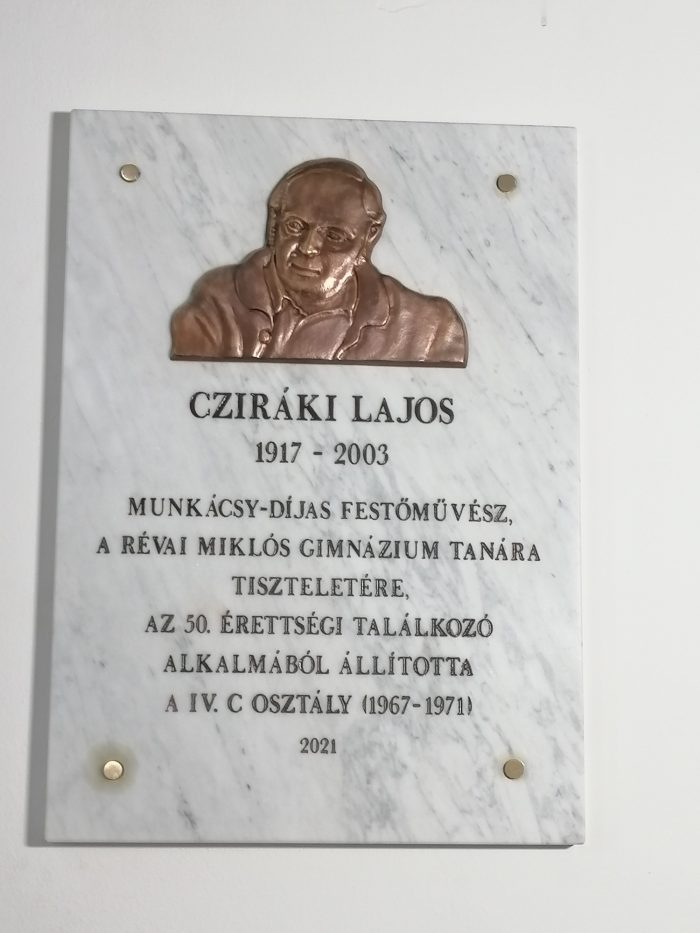 CZIRÁKI LAJOS
1917 - 2003
MUNKÁCSY-DÍJAS FESTŐMŰVÉSZ,
A RÉVAI MIKLÓS GIMNÁZIUM TANÁRA
TISZTELETÉRE,
AZ 50. ÉRETTSÉGI TALÁLKOZÓ
ALKALMÁBÓL ÁLLÍTOTTA
A IV. C OSZTÁLY (1967-1971)
2021